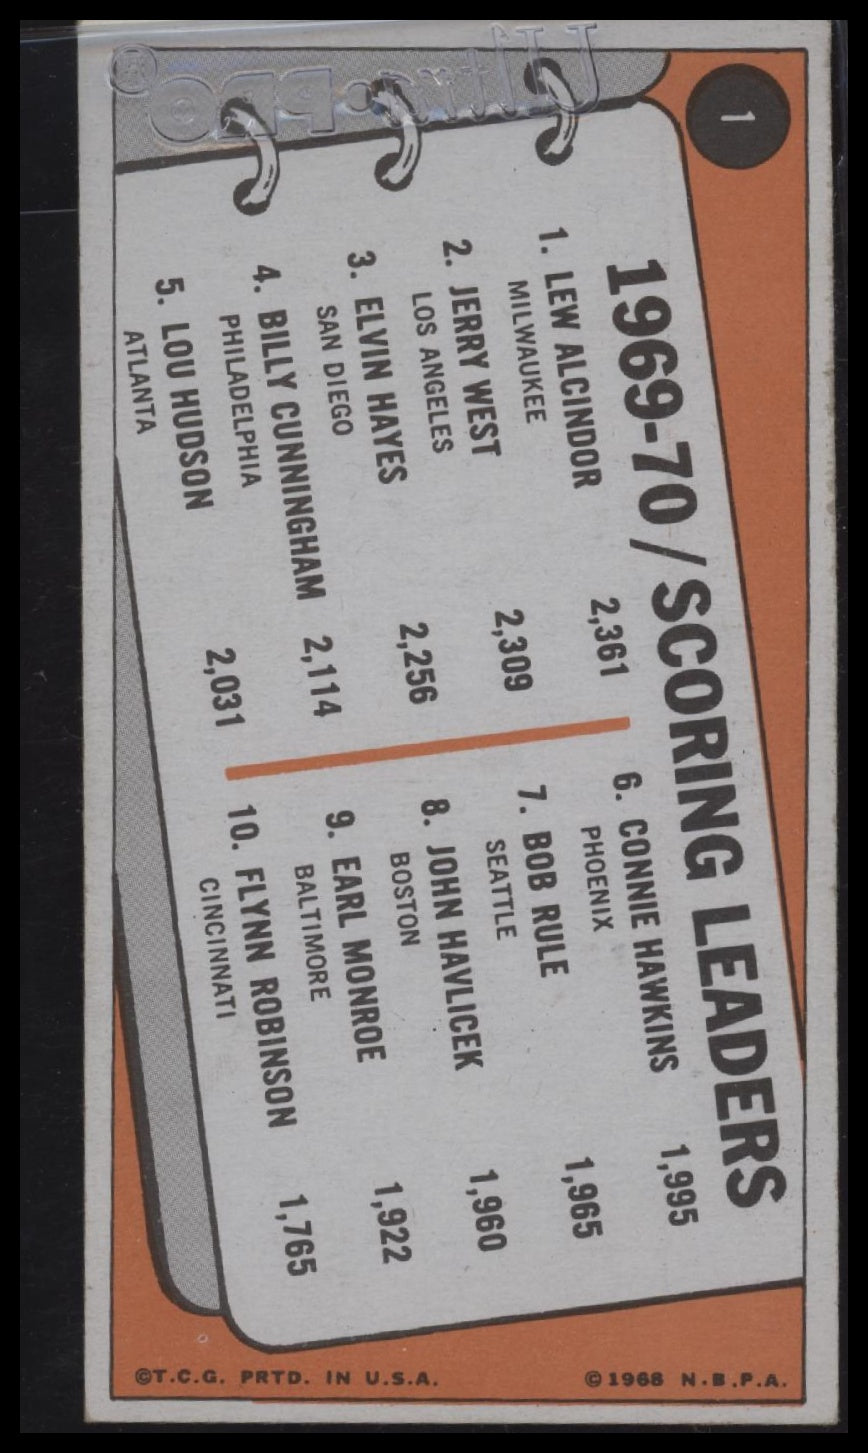 1
1969-70/SCORING LEADERS
1. LEW ALCINDOR 2,361
MILWAUKEE
2. JERRY WEST 2,309
LOS ANGELES
3. ELVIN HAYES 2,256
SAN DIEGO
4. BILLY CUNNINGHAM 2,114
PHILADELPHIA
5. LOU HUDSON 2,031
ATLANTA
6. CONNIE HAWKINS 1,995
PHOENIX
7. BOB RULE 1,965
SEATTLE
8. JOHN HAVLICEK 1,960
BOSTON
9. EARL MONROE 1,922
BALTIMORE
10. FLYNN ROBINSON 1,765
CINCINNATI
©T.C.G. PRTD. IN U.S.A.
©1968 N.B.P.A.
Ultra•PRO®